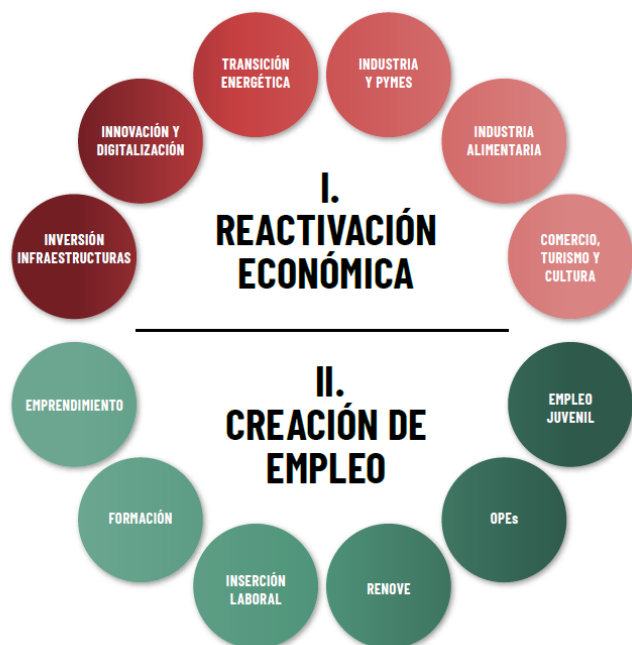 TRANSICIÓN
ENERGÉTICA
INDUSTRIA
Y PYMES
INNOVACIÓN Y
DIGITALIZACIÓN
INDUSTRIA
ALIMENTARIA
INVERSIÓN
INFRAESTRUCTURAS
I.
REACTIVACIÓN
ECONÓMICA
COMERCIO,
TURISMO Y
CULTURA
EMPRENDIMIENTO
II.
CREACIÓN DE
EMPLEO
EMPLEO
JUVENIL
FORMACIÓN
OPEs
INSERCIÓN
LABORAL
RENOVE